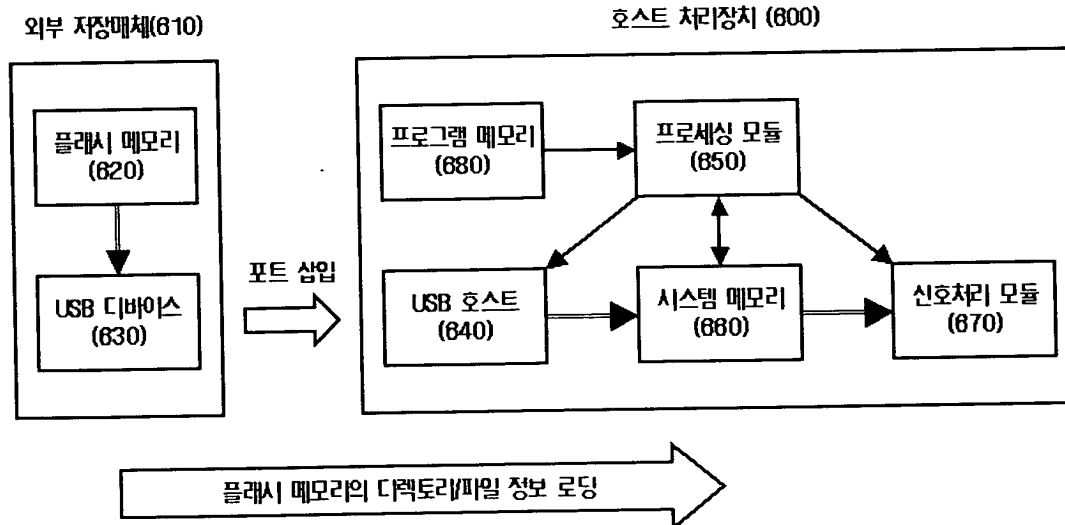 외부 저장매체(610)
호스트 처리장치 (600)
플래시 메모리
(620)
프로그램 메모리
(680)
프로세싱 모듈
(650)
포트 삽입
USB 디바이스
(630)
USB 호스트
(640)
시스템 메모리
(660)
신호처리 모듈
(670)
플래시 메모리의 디렉토리/파일 정보 로딩